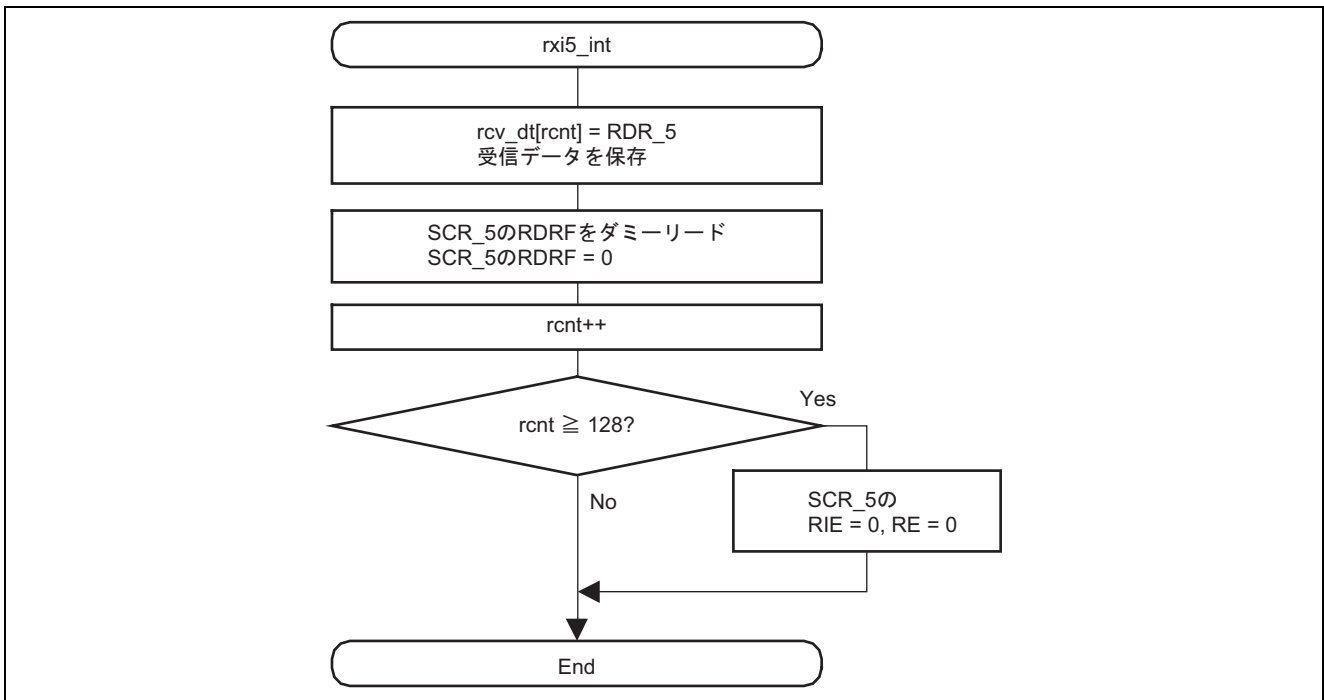 rxi5_int
rcv_dt[rcnt] = RDR_5
受信データを保存
SCR_5のRDRFをダミーリード
SCR_5のRDRF = 0
rcnt++
rcnt ≧ 128?
Yes
No
SCR_5の
RIE = 0, RE = 0
End